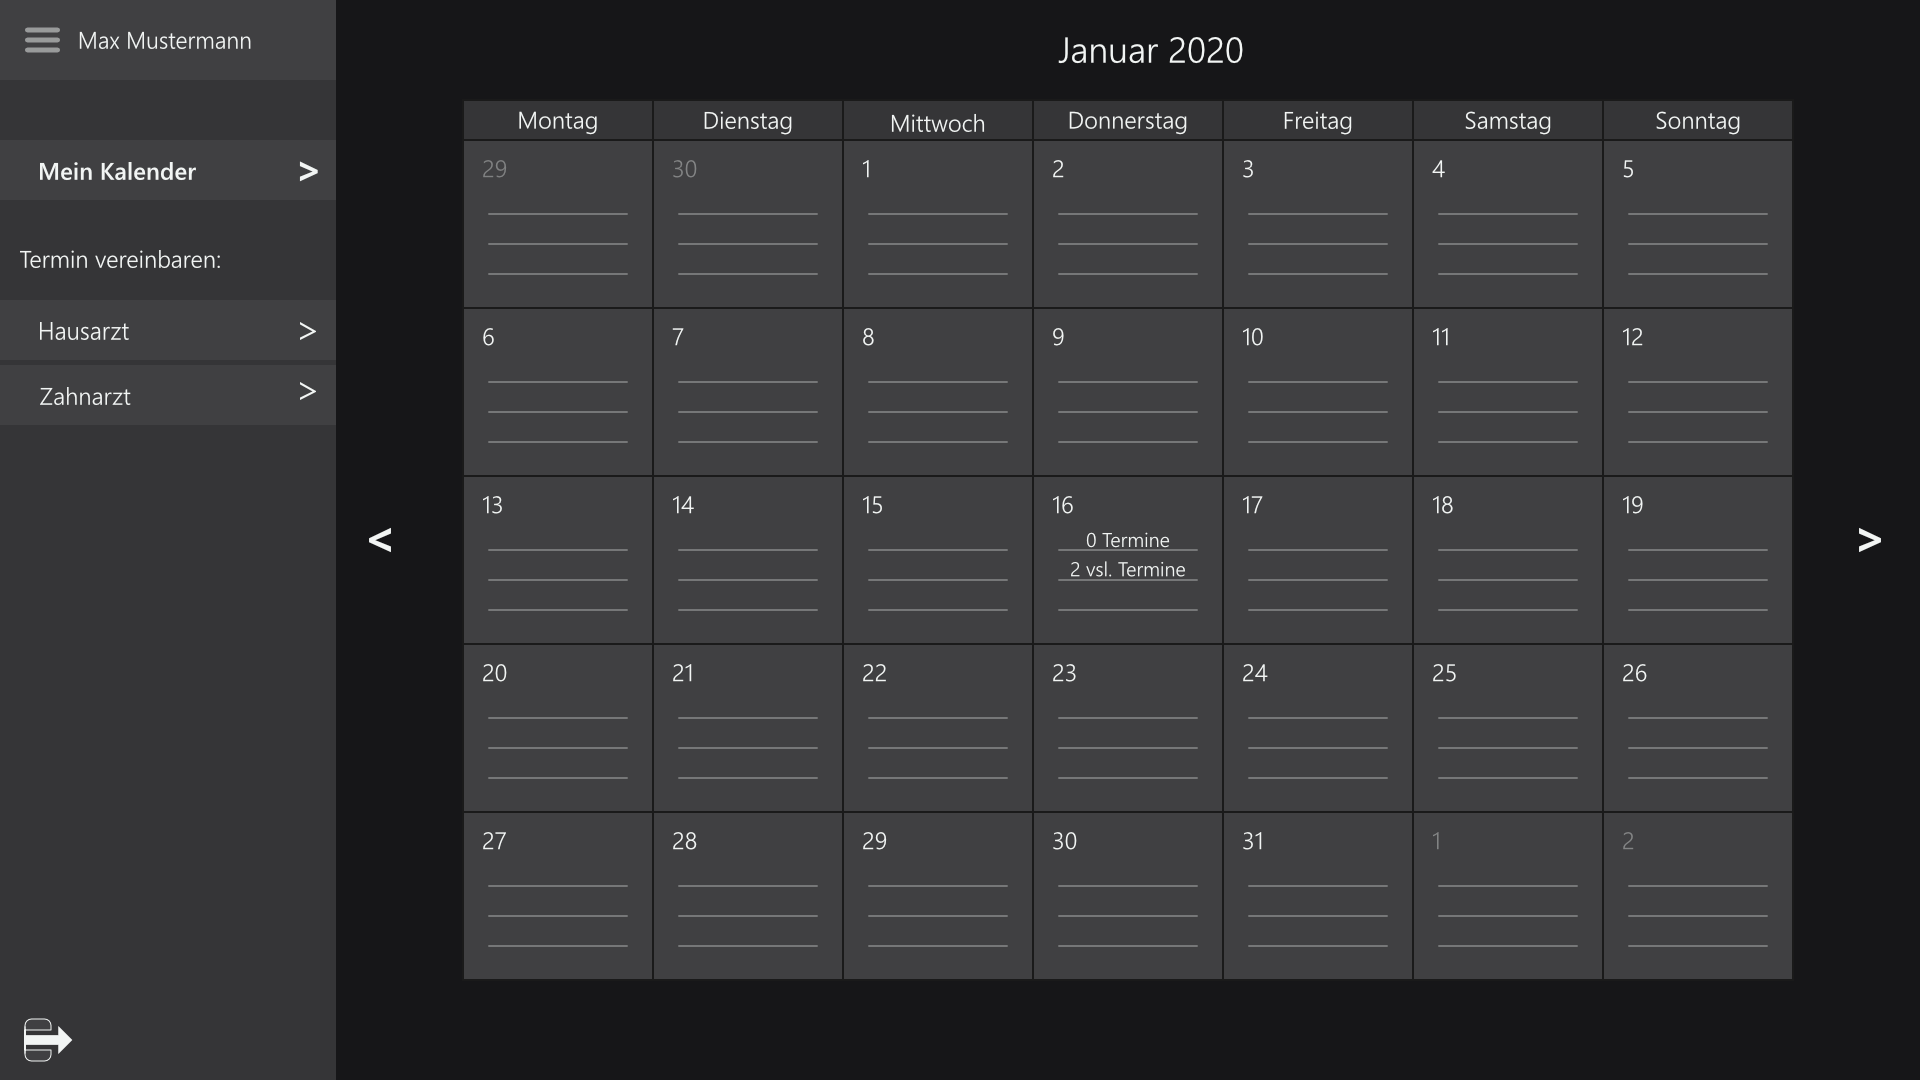 Max Mustermann
Mein Kalender >
Termin vereinbaren:
Hausarzt >
Zahnarzt >
Januar 2020
Montag Dienstag Mittwoch Donnerstag Freitag Samstag Sonntag
29 30 1 2 3 4 5
6 7 8 9 10 11 12
13 14 15 16 17 18 19
0 Termine
< >
2 vsl. Termine
20 21 22 23 24 25 26
27 28 29 30 31 1 2